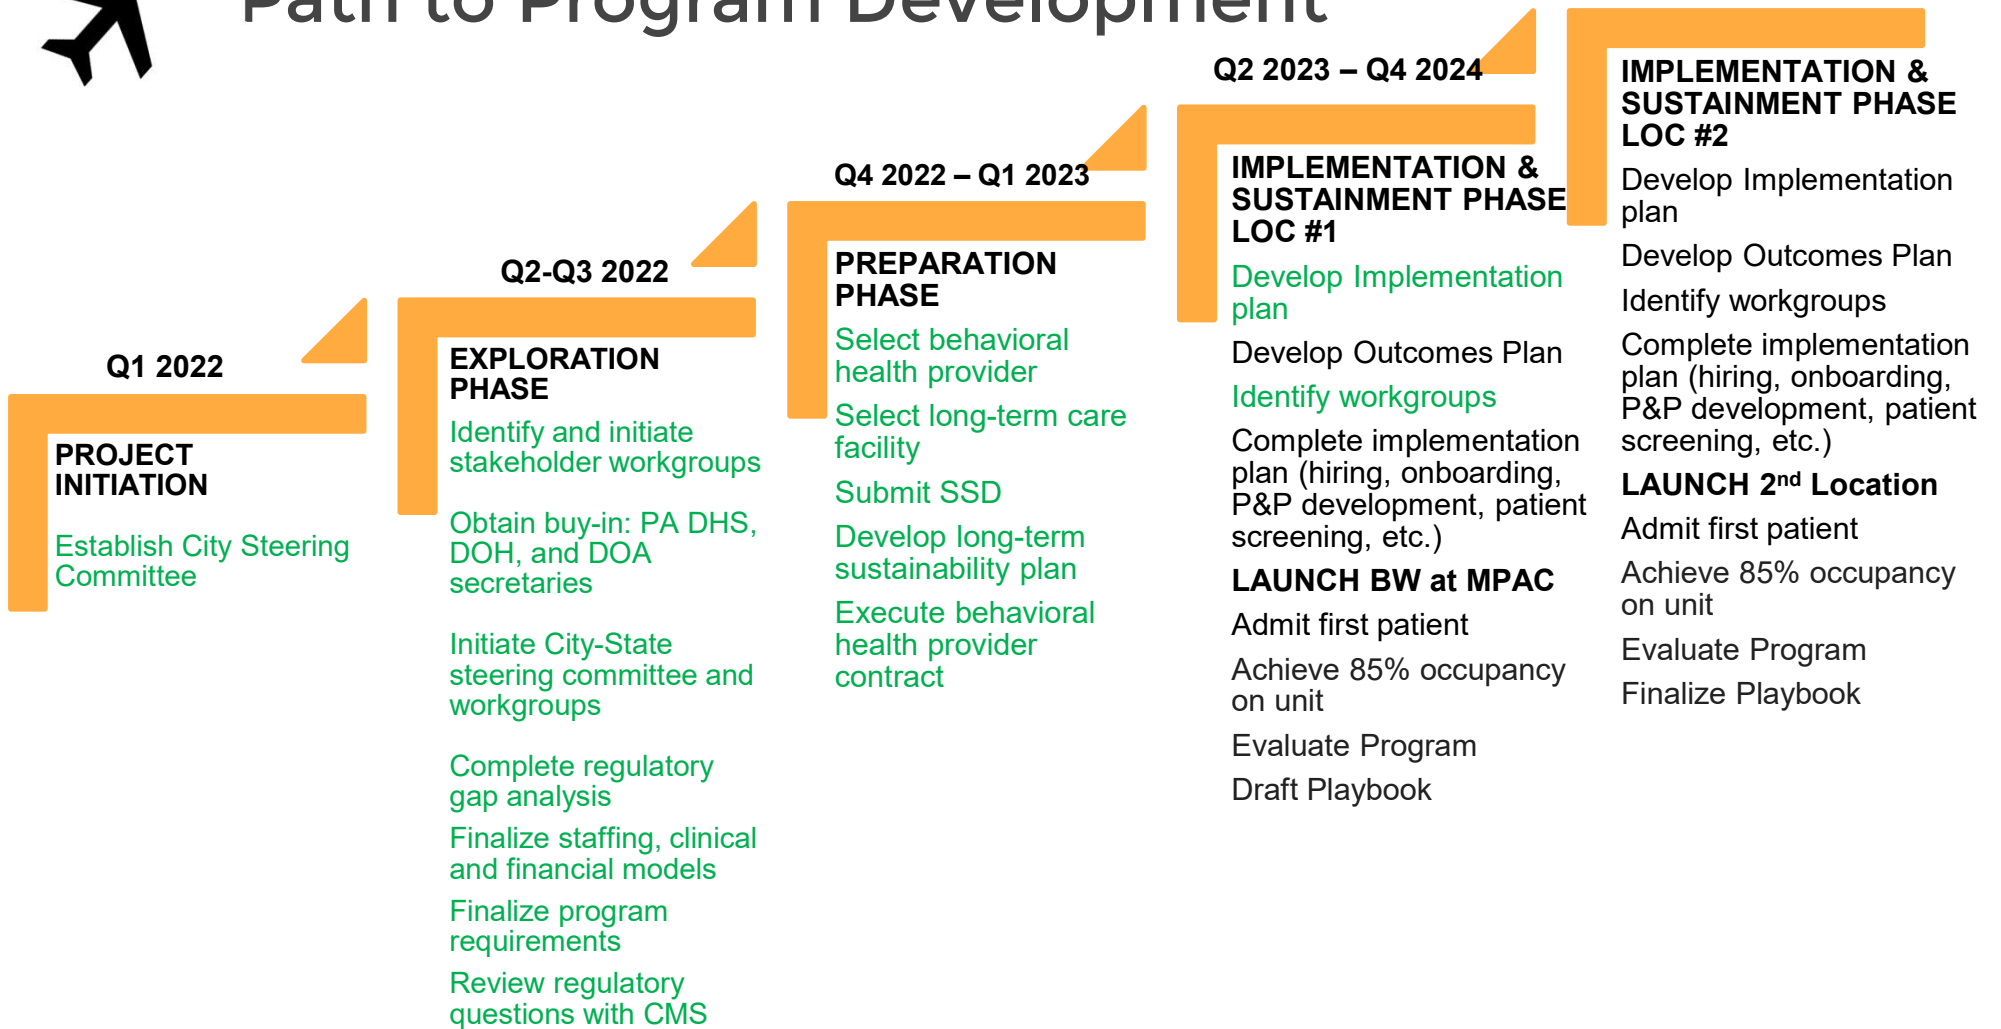 Path to Program Development
Q1 2022
PROJECT
INITIATION
Establish City Steering
Committee
Q2-Q3 2022
EXPLORATION
PHASE
Identify and initiate
stakeholder workgroups
Obtain buy-in: PA DHS,
DOH, and DOA
secretaries
Initiate City-State
steering committee and
workgroups
Complete regulatory
gap analysis
Finalize staffing, clinical
and financial models
Finalize program
requirements
Review regulatory
questions with CMS
Q4 2022 – Q1 2023
PREPARATION
PHASE
Select behavioral
health provider
Select long-term care
facility
Submit SSD
Develop long-term
sustainability plan
Execute behavioral
health provider
contract
Q2 2023 – Q4 2024
IMPLEMENTATION &
SUSTAINMENT PHASE
LOC #1
Develop Implementation
plan
Develop Outcomes Plan
Identify workgroups
Complete implementation
plan (hiring, onboarding,
P&P development, patient
screening, etc.)
LAUNCH BW at MPAC
Admit first patient
Achieve 85% occupancy
on unit
Evaluate Program
Draft Playbook
IMPLEMENTATION &
SUSTAINMENT PHASE
LOC #2
Develop Implementation
plan
Develop Outcomes Plan
Identify workgroups
Complete implementation
plan (hiring, onboarding,
P&P development, patient
screening, etc.)
LAUNCH 2nd Location
Admit first patient
Achieve 85% occupancy
on unit
Evaluate Program
Finalize Playbook